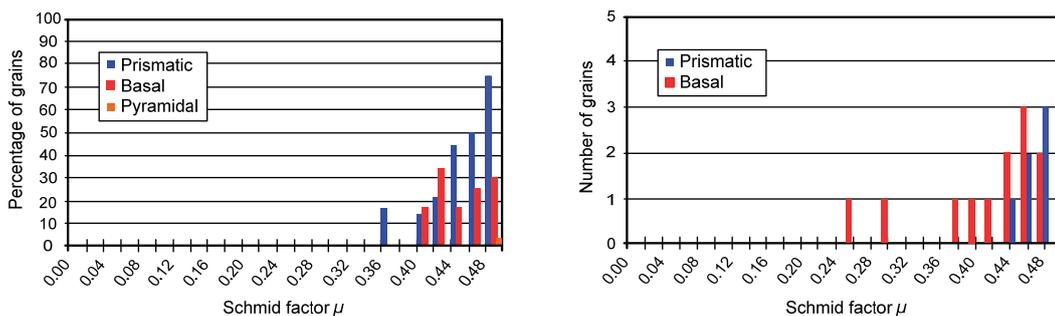 100
90
80
70
60
50
40
30
20
10
0
Percentage of grains
Prismatic
Basal
Pyramidal
0.00 0.04 0.08 0.12 0.16 0.20 0.24 0.28 0.32 0.36 0.40 0.44 0.48
Schmid factor μ
5
4
3
2
1
0
Number of grains
Prismatic
Basal
0.00 0.04 0.08 0.12 0.16 0.20 0.24 0.28 0.32 0.36 0.40 0.44 0.48
Schmid factor μ